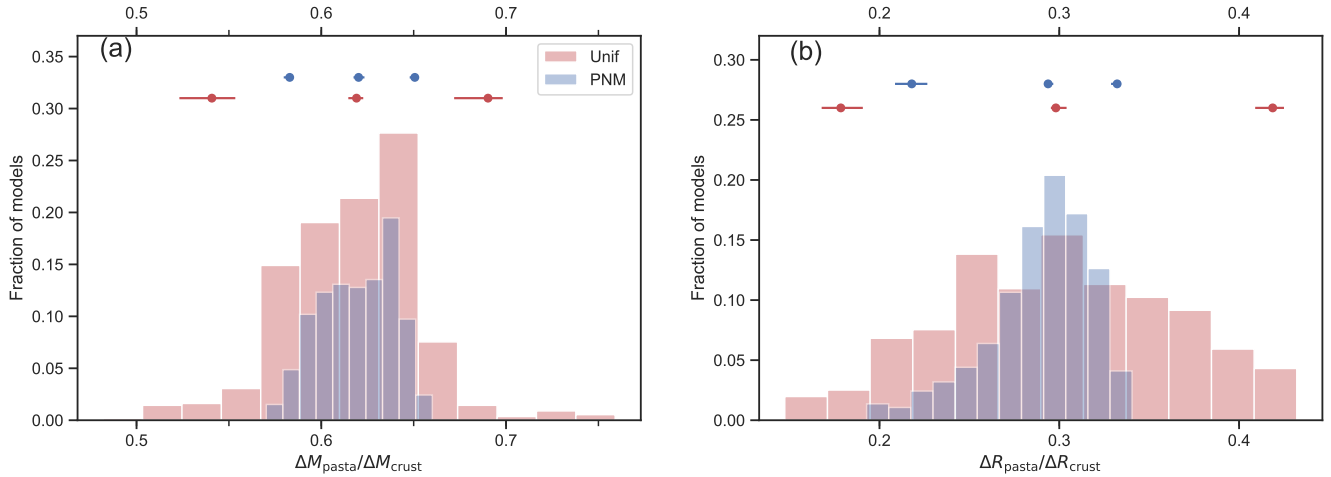 0.5 0.6 0.7
(a)
Unif
PNM
0.35
0.30
0.25
0.20
0.15
0.10
0.05
0.00
Fraction of models
0.5 0.6 0.7
ΔM_pasta/ΔM_crust
0.2 0.3 0.4
(b)
0.30
0.25
0.20
0.15
0.10
0.05
0.00
Fraction of models
0.2 0.3 0.4
ΔR_pasta/ΔR_crust